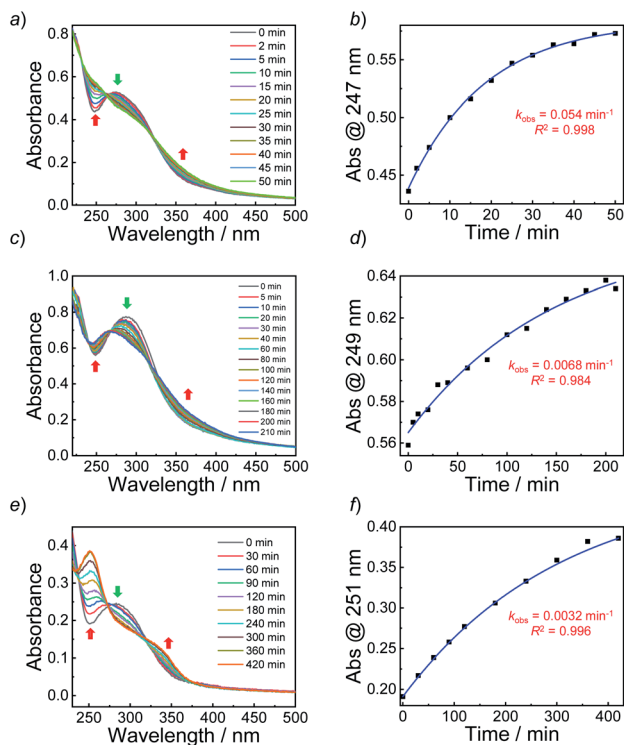 a)
0.8
0.6
0.4
0.2
0.0
Absorbance
250 300 350 400 450 500
Wavelength / nm
0 min
2 min
5 min
10 min
15 min
20 min
25 min
30 min
35 min
40 min
45 min
50 min
b)
0.55
0.50
0.45
Abs @ 247 nm
0 10 20 30 40 50
Time / min
kobs = 0.054 min⁻¹
R² = 0.998
c)
1.0
0.8
0.6
0.4
0.2
0.0
Absorbance
250 300 350 400 450 500
Wavelength / nm
0 min
5 min
10 min
20 min
30 min
40 min
60 min
80 min
100 min
120 min
140 min
160 min
180 min
200 min
210 min
d)
0.64
0.62
0.60
0.58
0.56
Abs @ 249 nm
0 50 100 150 200
Time / min
kobs = 0.0068 min⁻¹
R² = 0.984
e)
0.4
0.3
0.2
0.1
0.0
Absorbance
250 300 350 400 450 500
Wavelength / nm
0 min
30 min
60 min
90 min
120 min
180 min
240 min
300 min
360 min
420 min
f)
0.40
0.35
0.30
0.25
0.20
Abs @ 251 nm
0 100 200 300 400
Time / min
kobs = 0.0032 min⁻¹
R² = 0.996